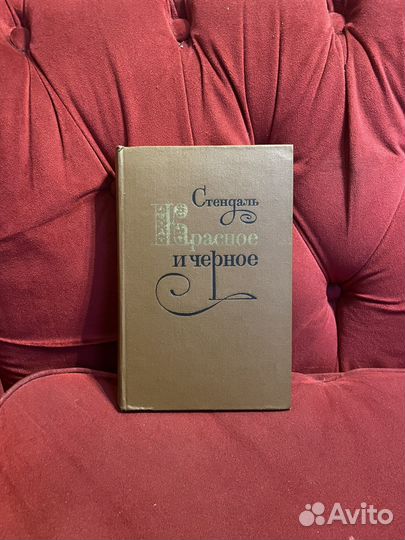 Стендаль
Красное
и черное
Avito